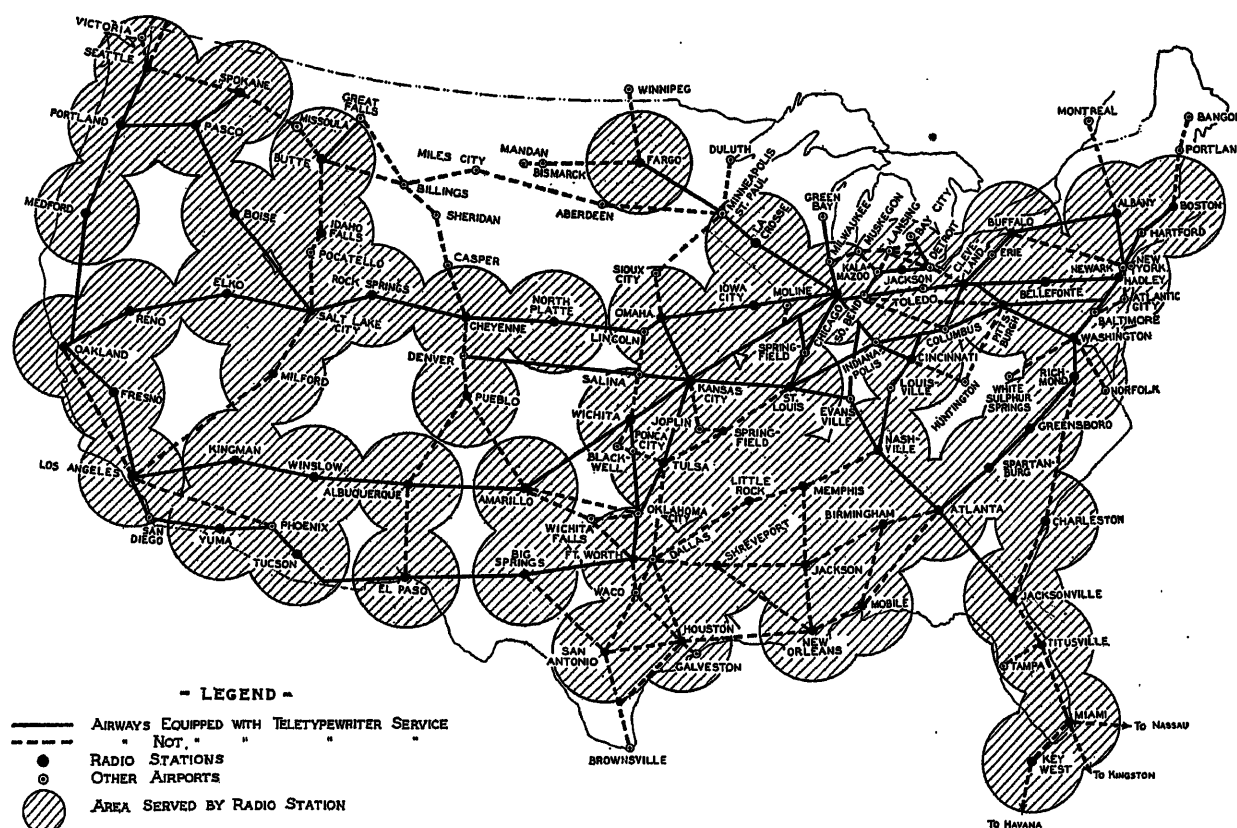 VICTORIA
SEATTLE
SPOKANE
PORTLAND
PASCO
MISSOULA
GREAT FALLS
BUTTE
BILLINGS
MILES CITY
MANDAN
BISMARCK
WINNIPEG
FARGO
DULUTH
MINNEAPOLIS
ST. PAUL
ABERDEEN
LA CROSSE
GREEN BAY
MILWAUKEE
MUSKEGON
LANSING
BAY CITY
DETROIT
KALAMAZOO
JACKSON
MONTREAL
BANGOR
PORTLAND
ALBANY
BOSTON
HARTFORD
BUFFALO
ERIE
CLEVELAND
NEWARK
NEW YORK
HADLEY
BELLEFONTE
ATLANTIC CITY
BALTIMORE
WASHINGTON
MEDFORD
BOISE
IDAHO FALLS
POCATELLO
SHERIDAN
CASPER
ROCK SPRINGS
ELKO
RENO
SALT LAKE CITY
CHEYENNE
NORTH PLATTE
SIOUX CITY
OMAHA
LINCOLN
IOWA CITY
MOLINE
CHICAGO
SO. BEND
TOLEDO
COLUMBUS
PITTSBURGH
OAKLAND
FRESNO
MILFORD
DENVER
PUEBLO
SALINA
KANSAS CITY
SPRINGFIELD
ST. LOUIS
INDIANAPOLIS
CINCINNATI
LOUISVILLE
EVANSVILLE
HUNTINGTON
WHITE SULPHUR SPRINGS
RICHMOND
NORFOLK
GREENSBORO
LOS ANGELES
KINGMAN
WINSLOW
ALBUQUERQUE
AMARILLO
WICHITA
PONCA CITY
BLACKWELL
JOPLIN
SPRINGFIELD
TULSA
NASHVILLE
SPARTANBURG
SAN DIEGO
YUMA
PHOENIX
TUCSON
EL PASO
BIG SPRINGS
WICHITA FALLS
OKLAHOMA CITY
FT. WORTH
DALLAS
LITTLE ROCK
MEMPHIS
SHREVEPORT
BIRMINGHAM
ATLANTA
CHARLESTON
JACKSON
WACO
MOBILE
JACKSONVILLE
SAN ANTONIO
HOUSTON
GALVESTON
NEW ORLEANS
TITUSVILLE
TAMPA
MIAMI
TO NASSAU
KEY WEST
TO KINGSTON
TO HAVANA
BROWNSVILLE
- LEGEND -
AIRWAYS EQUIPPED WITH TELETYPEWRITER SERVICE
" NOT, " " " "
RADIO STATIONS
OTHER AIRPORTS
AREA SERVED BY RADIO STATION